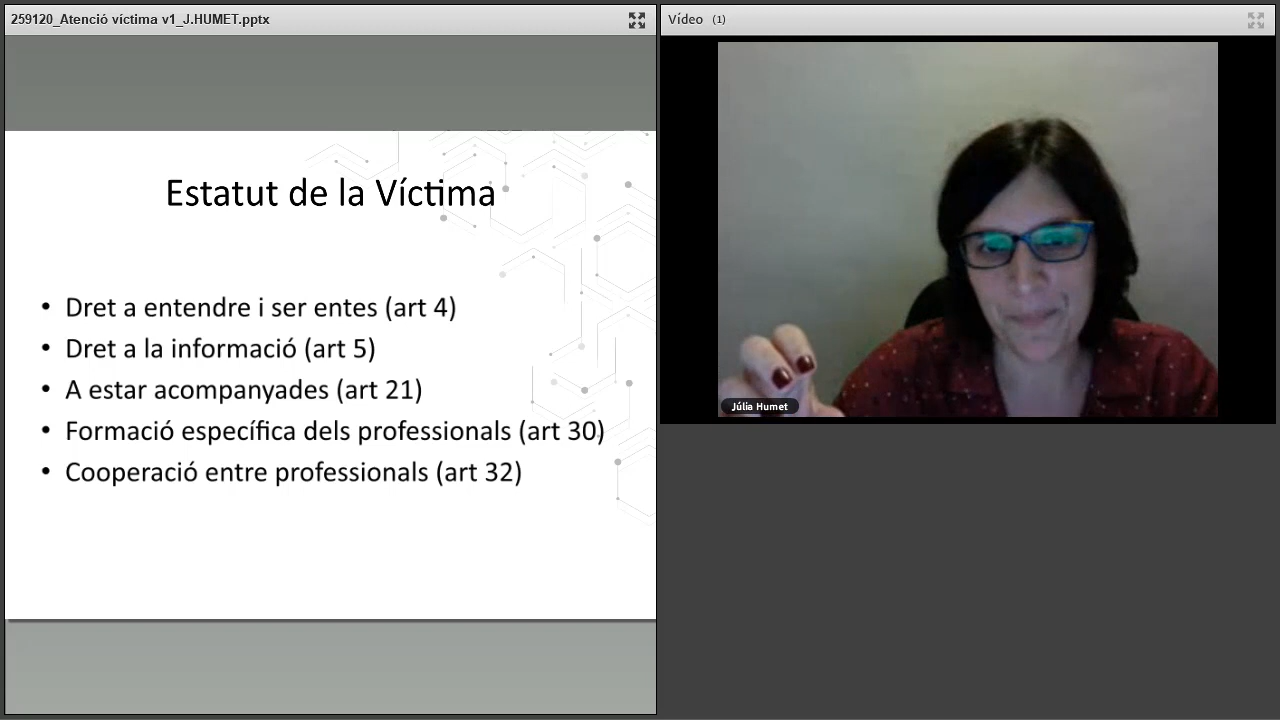 259120_Atenció víctima v1_J.HUMET.pptx
Vídeo (1)
Estatut de la Víctima
• Dret a entendre i ser entes (art 4)
• Dret a la informació (art 5)
• A estar acompanyades (art 21)
• Formació específica dels professionals (art 30)
• Cooperació entre professionals (art 32)
Júlia Humet